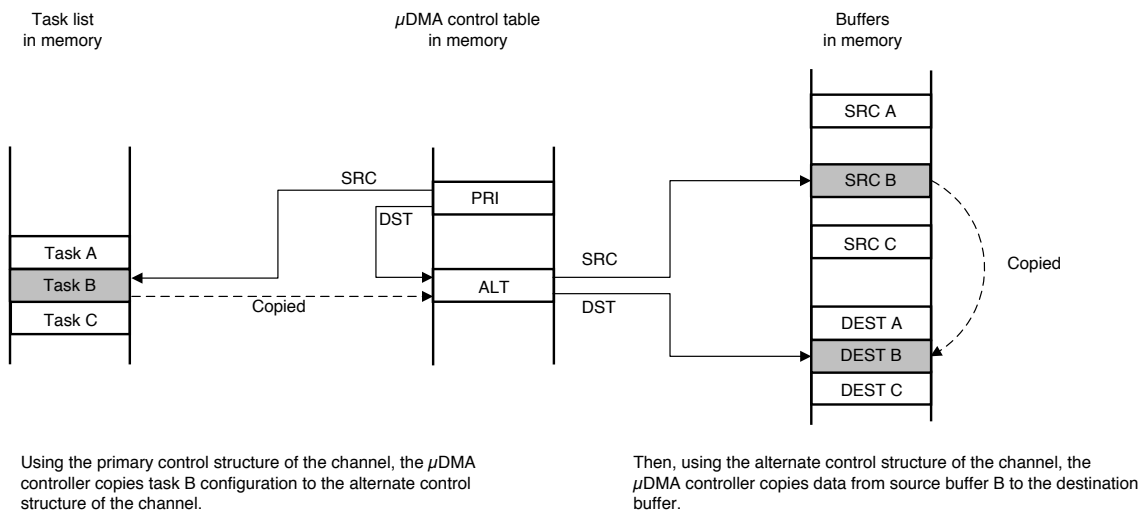 Task list
in memory
µDMA control table
in memory
Buffers
in memory
SRC A
SRC B
SRC C
DEST A
DEST B
DEST C
Copied
SRC
PRI
DST
ALT
SRC
DST
Task A
Task B
Task C
Copied
Using the primary control structure of the channel, the µDMA
controller copies task B configuration to the alternate control
structure of the channel.
Then, using the alternate control structure of the channel, the
µDMA controller copies data from source buffer B to the destination
buffer.